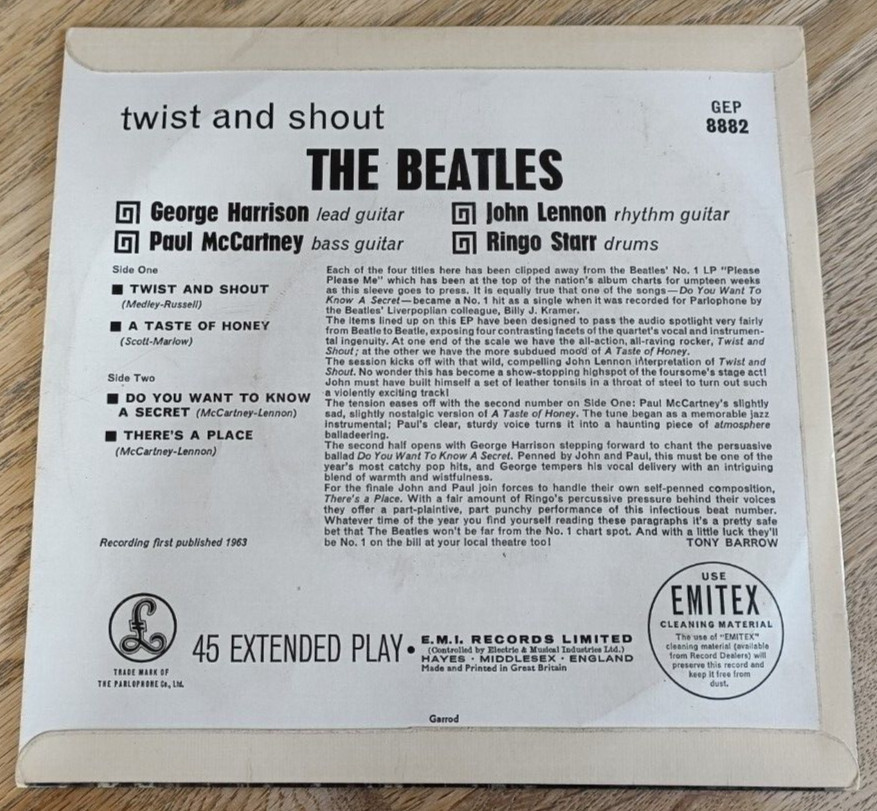 twist and shout
GEP
8882
THE BEATLES
George Harrison lead guitar
John Lennon rhythm guitar
Paul McCartney bass guitar
Ringo Starr drums
Side One
■ TWIST AND SHOUT
(Medley-Russell)
■ A TASTE OF HONEY
(Scott-Marlow)
Side Two
■ DO YOU WANT TO KNOW
A SECRET (McCartney-Lennon)
■ THERE'S A PLACE
(McCartney-Lennon)
Recording first published 1963
Each of the four titles here has been clipped away from the Beatles' No. 1 LP "Please
Please Me" which has been at the top of the nation's album charts for umpteen weeks
as this sleeve goes to press. It is equally true that one of the songs—Do You Want To
Know A Secret—became a No. 1 hit as a single when it was recorded for Parlophone by
the Beatles' Liverpoplian colleague, Billy J. Kramer.
The items lined up on this EP have been designed to pass the audio spotlight very fairly
from Beatle to Beatle, exposing four contrasting facets of the quartet's vocal and instrumen-
tal ingenuity. At one end of the scale we have the all-action, all-raving rocker, Twist and
Shout; at the other we have the more subdued mood of A Taste of Honey.
The session kicks off with that wild, compelling John Lennon interpretation of Twist and
Shout. No wonder this has become a show-stopping highspot of the foursome's stage act!
John must have built himself a set of leather tonsils in a throat of steel to turn out such
a violently exciting track!
The tension eases off with the second number on Side One: Paul McCartney's slightly
sad, slightly nostalgic version of A Taste of Honey. The tune began as a memorable jazz
instrumental; Paul's clear, sturdy voice turns it into a haunting piece of atmosphere
balladeering.
The second half opens with George Harrison stepping forward to chant the persuasive
ballad Do You Want To Know A Secret. Penned by John and Paul, this must be one of the
year's most catchy pop hits, and George tempers his vocal delivery with an intriguing
blend of warmth and wistfulness.
For the finale John and Paul join forces to handle their own self-penned composition,
There's a Place. With a fair amount of Ringo's percussive pressure behind their voices
they offer a part-plaintive, part punchy performance of this infectious beat number.
Whatever time of the year you find yourself reading these paragraphs it's a pretty safe
bet that The Beatles won't be far from the No. 1 chart spot. And with a little luck they'll
be No. 1 on the bill at your local theatre too! TONY BARROW
£
TRADE MARK OF
THE PARLOPHONE Co., Ltd.
45 EXTENDED PLAY •
E.M.I. RECORDS LIMITED
(Controlled by Electric & Musical Industries Ltd.)
HAYES · MIDDLESEX · ENGLAND
Made and Printed in Great Britain
USE
EMITEX
CLEANING MATERIAL
The use of "EMITEX"
cleaning material (available
from Record Dealers) will
preserve this record and
keep it free from
dust.
Garrod